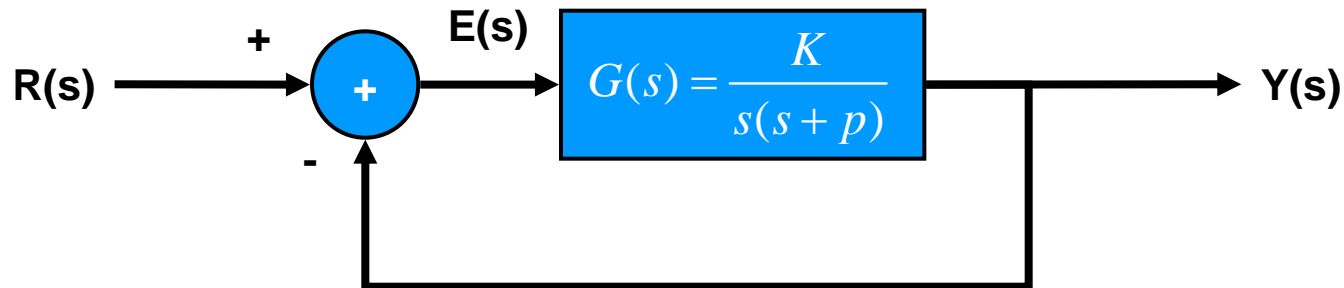 +
E(s)
R(s)
+
G(s) = K / s(s + p)
Y(s)
-